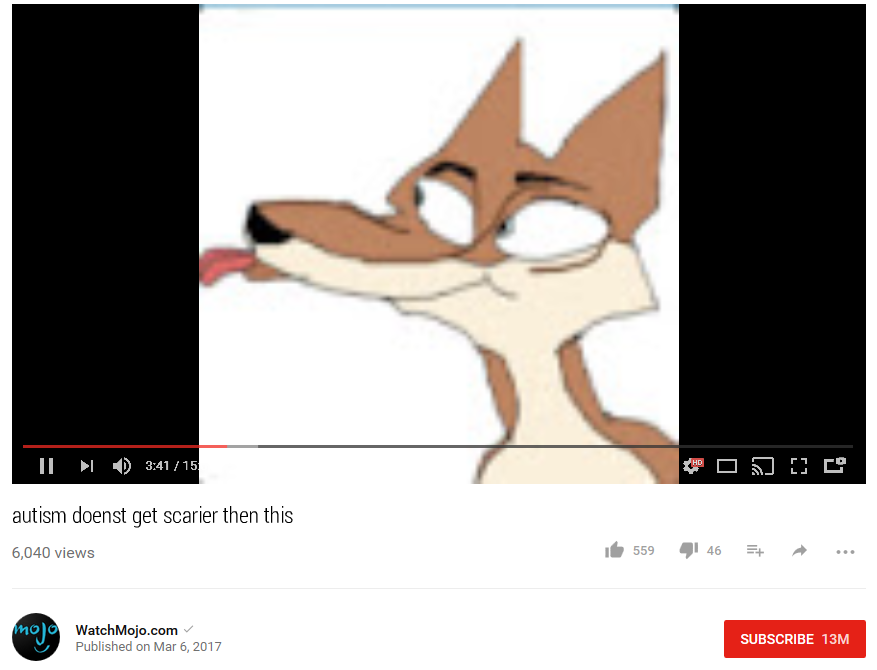 HD
3:41 / 15:
autism doenst get scarier then this
6,040 views
559
46
mojo
WatchMojo.com
Published on Mar 6, 2017
SUBSCRIBE 13M